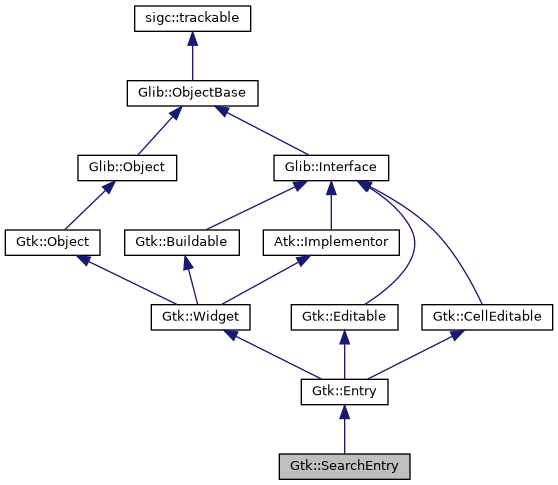 sigc::trackable
Glib::ObjectBase
Glib::Object
Glib::Interface
Gtk::Object
Gtk::Buildable
Atk::Implementor
Gtk::Widget
Gtk::Editable
Gtk::CellEditable
Gtk::Entry
Gtk::SearchEntry